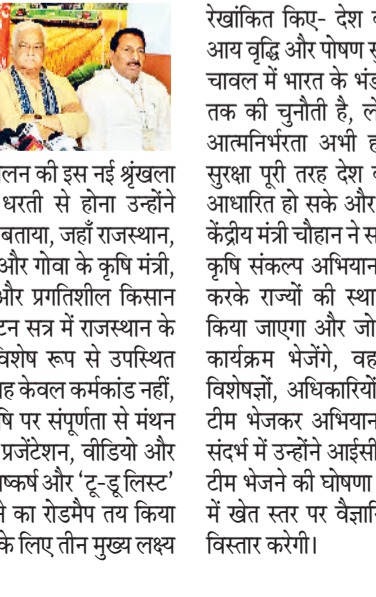 लन की इस नई श्रृंखला
धरती से होना उन्होंने
बताया, जहाँ राजस्थान,
और गोवा के कृषि मंत्री,
और प्रगतिशील किसान
टन सत्र में राजस्थान के
विशेष रूप से उपस्थित
यह केवल कर्मकांड नहीं,
षि पर संपूर्णता से मंथन
प्रजेंटेशन, वीडियो और
ष्कर्ष और ‘टू-डू लिस्ट’
ने का रोडमैप तय किया
के लिए तीन मुख्य लक्ष्य
रेखांकित किए- देश व
आय वृद्धि और पोषण सु
चावल में भारत के भंड
तक की चुनौती है, ले
आत्मनिर्भरता अभी ह
सुरक्षा पूरी तरह देश व
आधारित हो सके और
केंद्रीय मंत्री चौहान ने स
कृषि संकल्प अभियान
करके राज्यों की स्था
किया जाएगा और जो
कार्यक्रम भेजेंगे, वह
विशेषज्ञों, अधिकारियों
टीम भेजकर अभियान
संदर्भ में उन्होंने आईसी
टीम भेजने की घोषणा
में खेत स्तर पर वैज्ञानि
विस्तार करेगी।